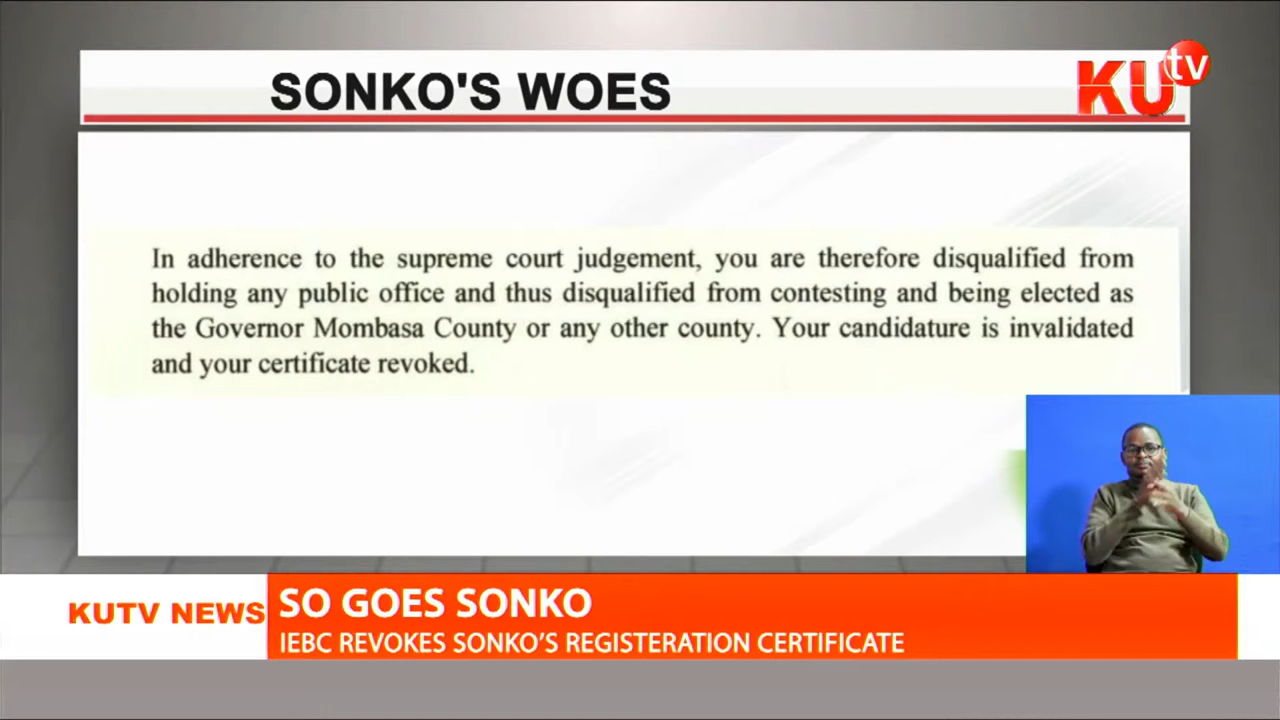 SONKO'S WOES
KU tv
In adherence to the supreme court judgement, you are therefore disqualified from
holding any public office and thus disqualified from contesting and being elected as
the Governor Mombasa County or any other county. Your candidature is invalidated
and your certificate revoked.
KUTV NEWS
SO GOES SONKO
IEBC REVOKES SONKO’S REGISTERATION CERTIFICATE